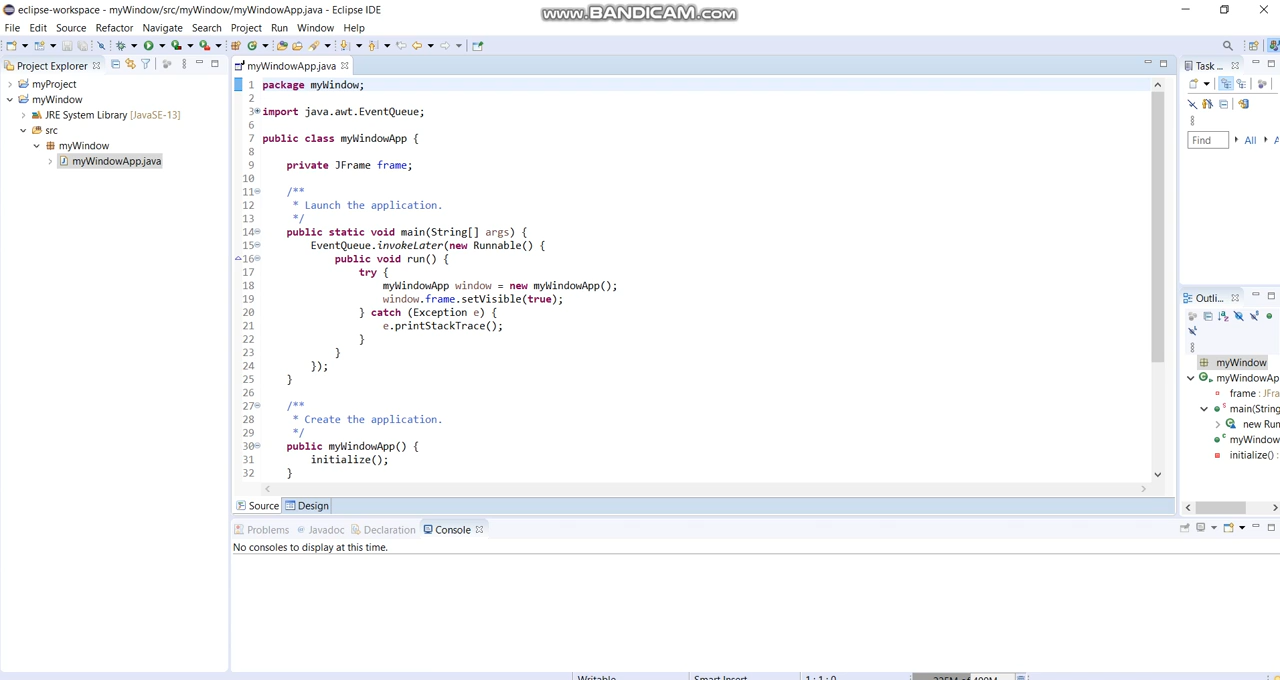 eclipse-workspace - myWindow/src/myWindow/myWindowApp.java - Eclipse IDE
www.BANDICAM.com
File Edit Source Refactor Navigate Search Project Run Window Help
Project Explorer
myWindowApp.java
Task ...
myProject
myWindow
JRE System Library [JavaSE-13]
src
myWindow
myWindowApp.java
1 package myWindow;
2
3 import java.awt.EventQueue;
6
7 public class myWindowApp {
8
9 private JFrame frame;
10
11 /**
12 * Launch the application.
13 */
14 public static void main(String[] args) {
15 EventQueue.invokeLater(new Runnable() {
16 public void run() {
17 try {
18 myWindowApp window = new myWindowApp();
19 window.frame.setVisible(true);
20 } catch (Exception e) {
21 e.printStackTrace();
22 }
23 }
24 });
25 }
26
27 /**
28 * Create the application.
29 */
30 public myWindowApp() {
31 initialize();
32 }
Find All
Outli...
myWindow
myWindowAp
frame : JFra
main(String
new Run
myWindow
initialize() :
Source Design
Problems Javadoc Declaration Console
No consoles to display at this time.
Writable Smart Insert 1 : 1 : 0